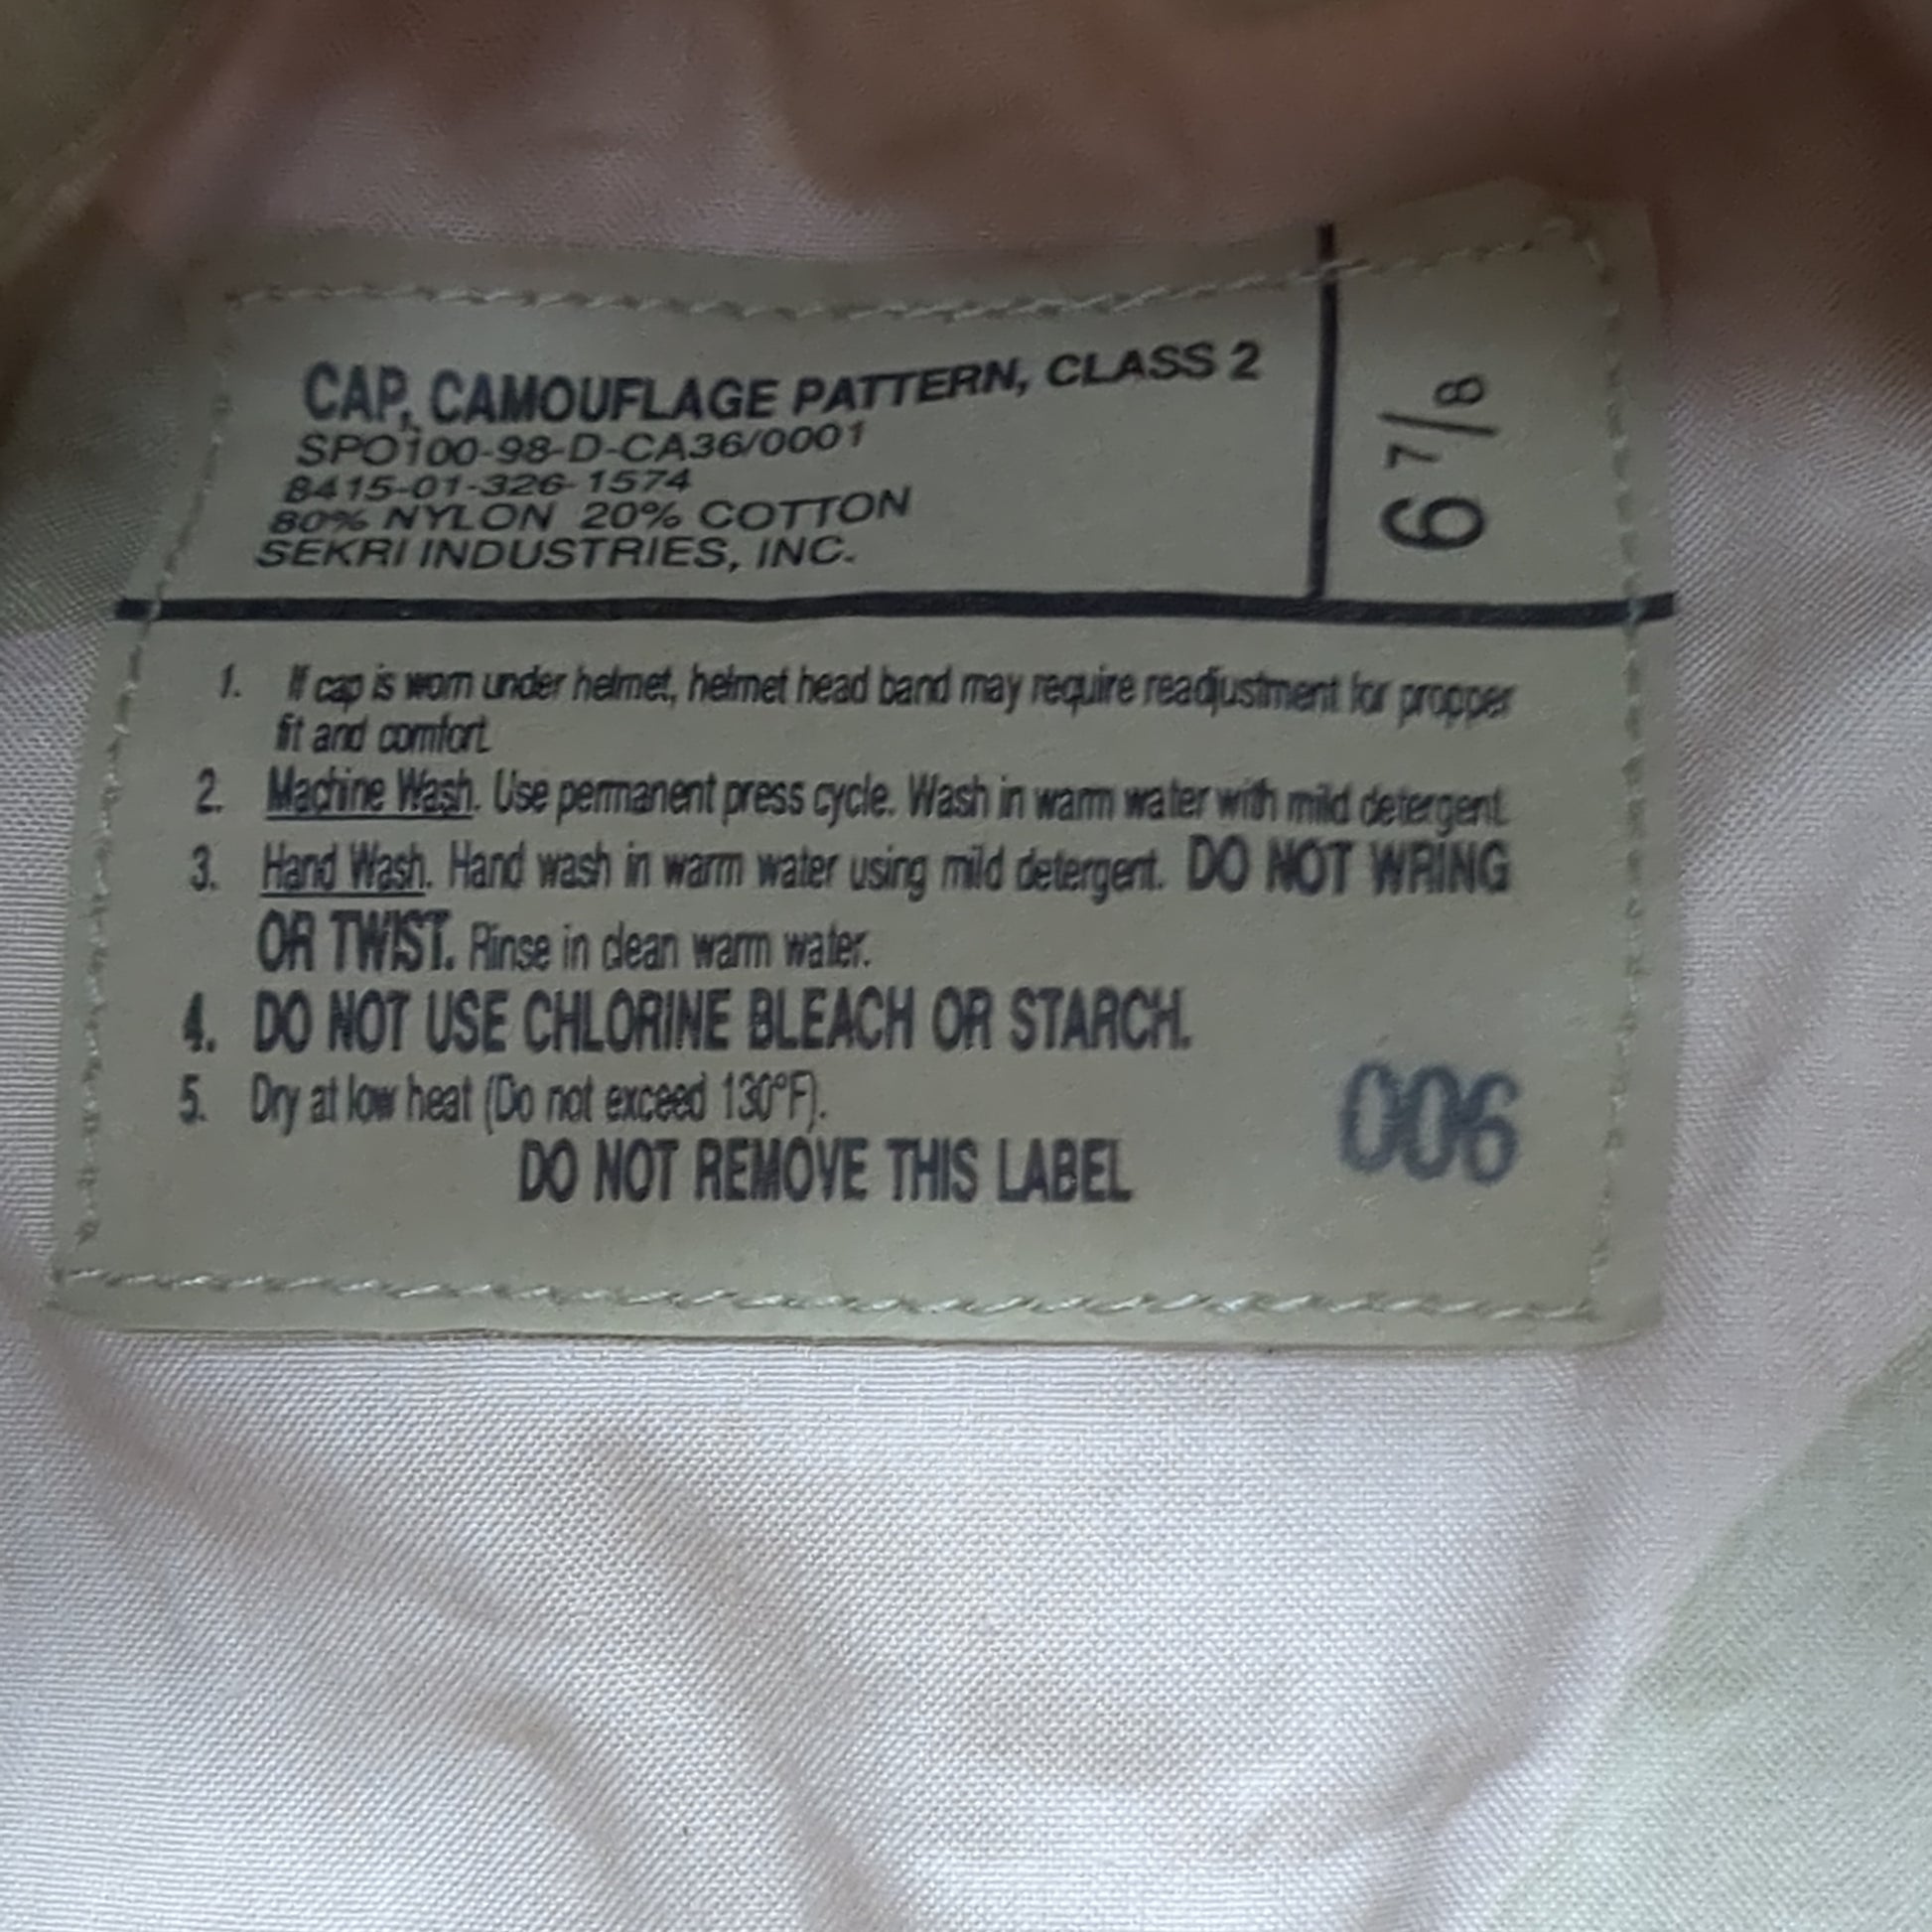 CAP, CAMOUFLAGE PATTERN, CLASS 2
SPO100-98-D-CA36/0001
8415-01-326-1574
80% NYLON 20% COTTON
SEKRI INDUSTRIES, INC.
6 7/8
1. If cap is worn under helmet, helmet head band may require readjustment for propper
fit and comfort.
2. Machine Wash. Use permanent press cycle. Wash in warm water with mild detergent.
3. Hand Wash. Hand wash in warm water using mild detergent. DO NOT WRING
OR TWIST. Rinse in clean warm water.
4. DO NOT USE CHLORINE BLEACH OR STARCH.
5. Dry at low heat (Do not exceed 130°F).
DO NOT REMOVE THIS LABEL
006